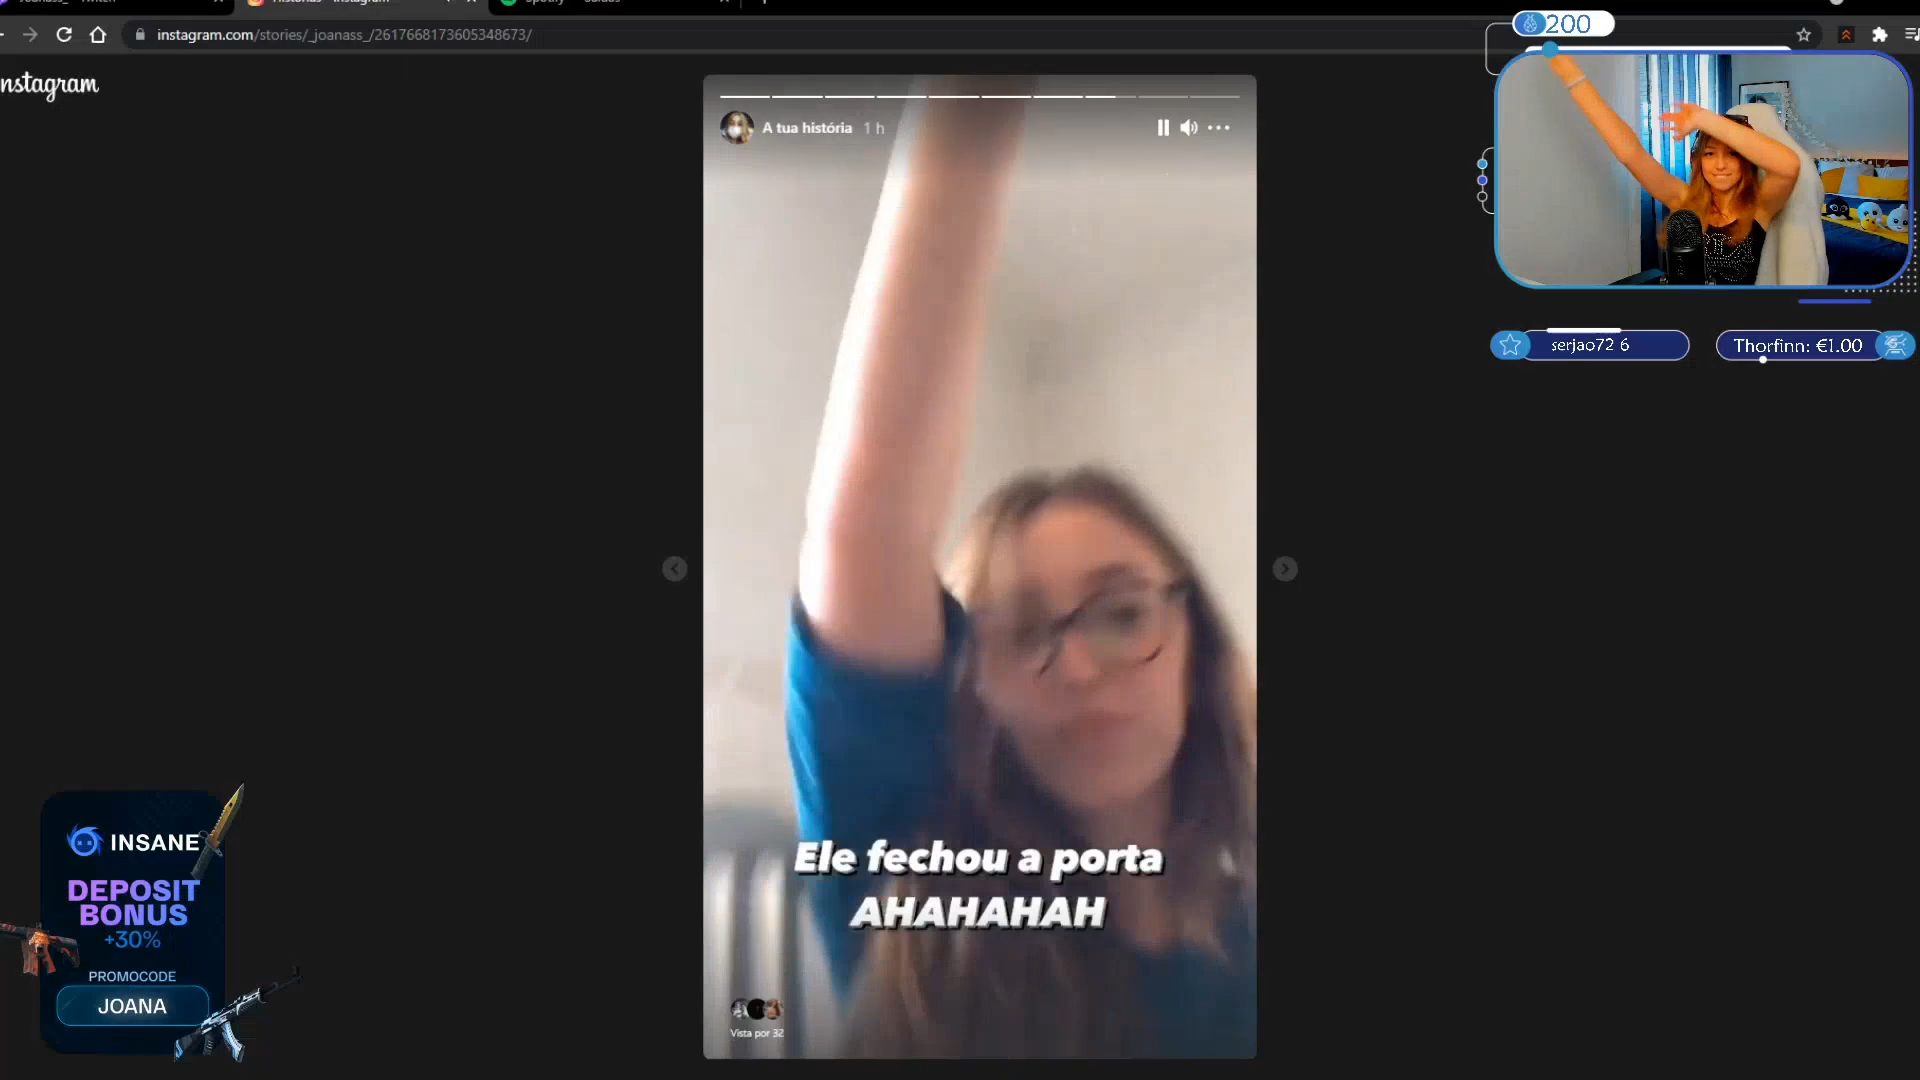 instagram.com/stories/_joanass_/2617668173605348673/
200
nstagram
A tua história 1 h
serjao72 6
Thorfinn: €1.00
Ele fechou a porta
AHAHAHAH
Vista por 32
INSANE
DEPOSIT
BONUS
+30%
PROMOCODE
JOANA